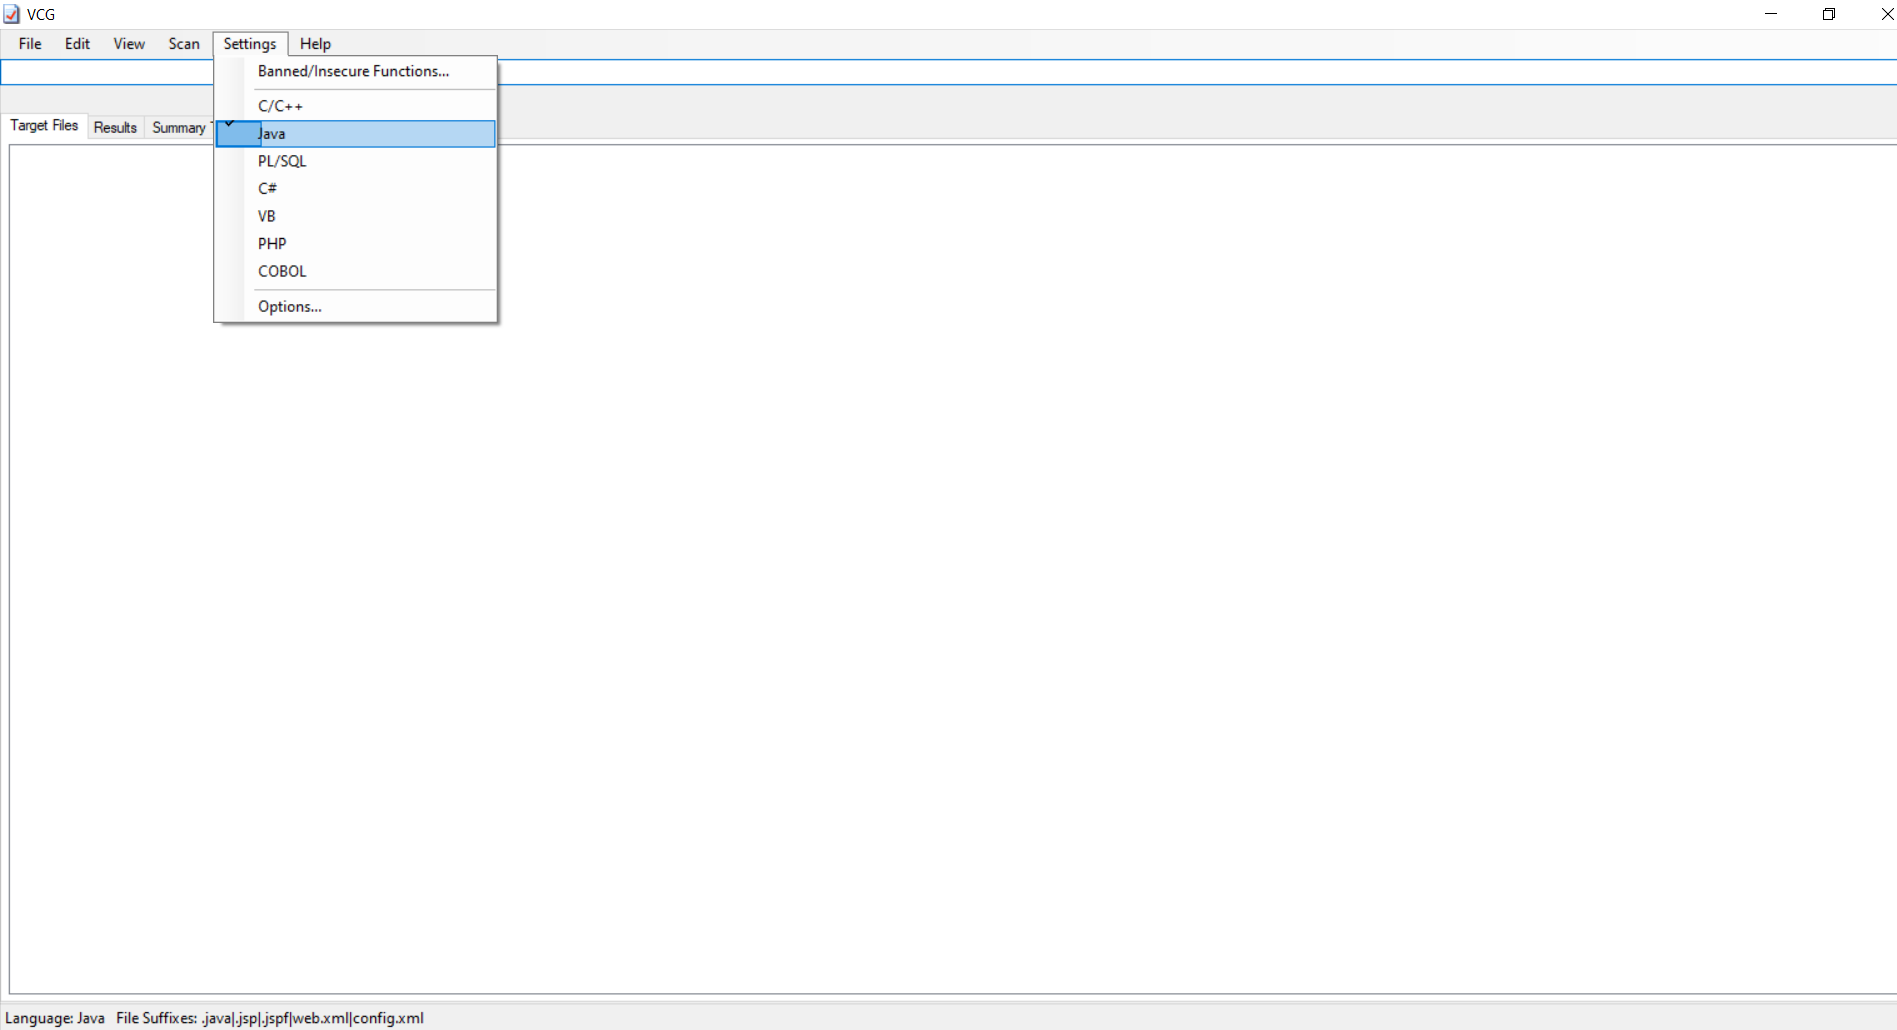 VCG
File Edit View Scan Settings Help
Banned/Insecure Functions...
C/C++
Target Files Results Summary
Java
PL/SQL
C#
VB
PHP
COBOL
Options...
Language: Java File Suffixes: .java|.jsp|.jspf|web.xml|config.xml